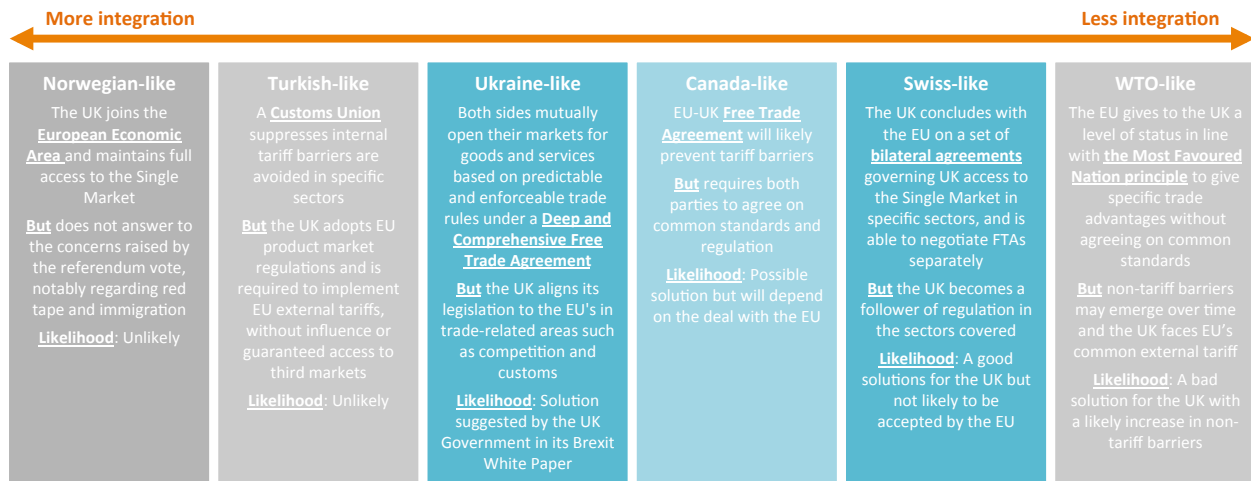 More integration
Less integration
Norwegian-like
The UK joins the
European Economic
Area and maintains full
access to the Single
Market
But does not answer to
the concerns raised by
the referendum vote,
notably regarding red
tape and immigration
Likelihood: Unlikely
Turkish-like
A Customs Union
suppresses internal
tariff barriers are
avoided in specific
sectors
But the UK adopts EU
product market
regulations and is
required to implement
EU external tariffs,
without influence or
guaranteed access to
third markets
Likelihood: Unlikely
Ukraine-like
Both sides mutually
open their markets for
goods and services
based on predictable
and enforceable trade
rules under a Deep and
Comprehensive Free
Trade Agreement
But the UK aligns its
legislation to the EU's in
trade-related areas such
as competition and
customs
Likelihood: Solution
suggested by the UK
Government in its Brexit
White Paper
Canada-like
EU-UK Free Trade
Agreement will likely
prevent tariff barriers
But requires both
parties to agree on
common standards and
regulation
Likelihood: Possible
solution but will depend
on the deal with the EU
Swiss-like
The UK concludes with
the EU on a set of
bilateral agreements
governing UK access to
the Single Market in
specific sectors, and is
able to negotiate FTAs
separately
But the UK becomes a
follower of regulation in
the sectors covered
Likelihood: A good
solutions for the UK but
not likely to be
accepted by the EU
WTO-like
The EU gives to the UK a
level of status in line
with the Most Favoured
Nation principle to give
specific trade
advantages without
agreeing on common
standards
But non-tariff barriers
may emerge over time
and the UK faces EU’s
common external tariff
Likelihood: A bad
solution for the UK with
a likely increase in non-
tariff barriers